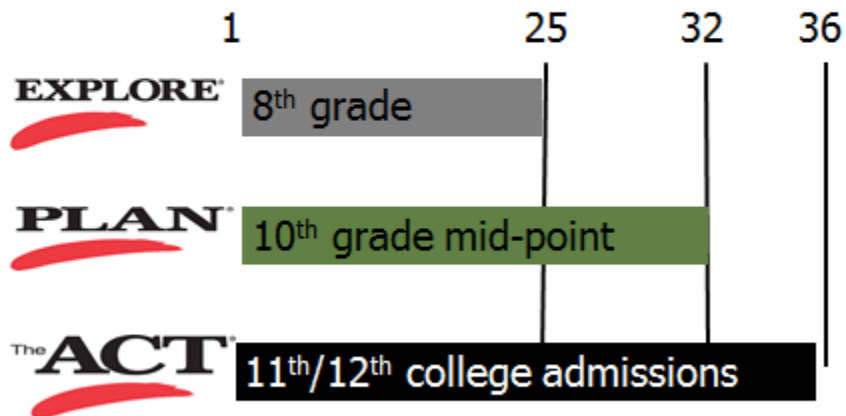 1 25 32 36
EXPLORE®
8th grade
PLAN®
10th grade mid-point
The ACT®
11th/12th college admissions